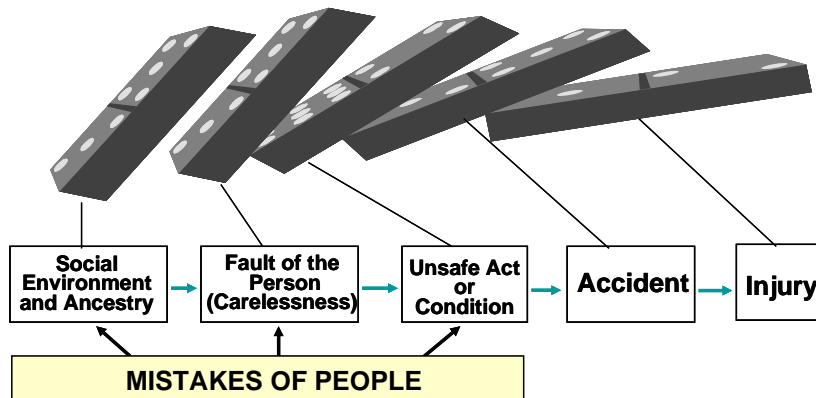 Social
Environment
and Ancestry
Fault of the
Person
(Carelessness)
Unsafe Act
or
Condition
Accident
Injury
MISTAKES OF PEOPLE